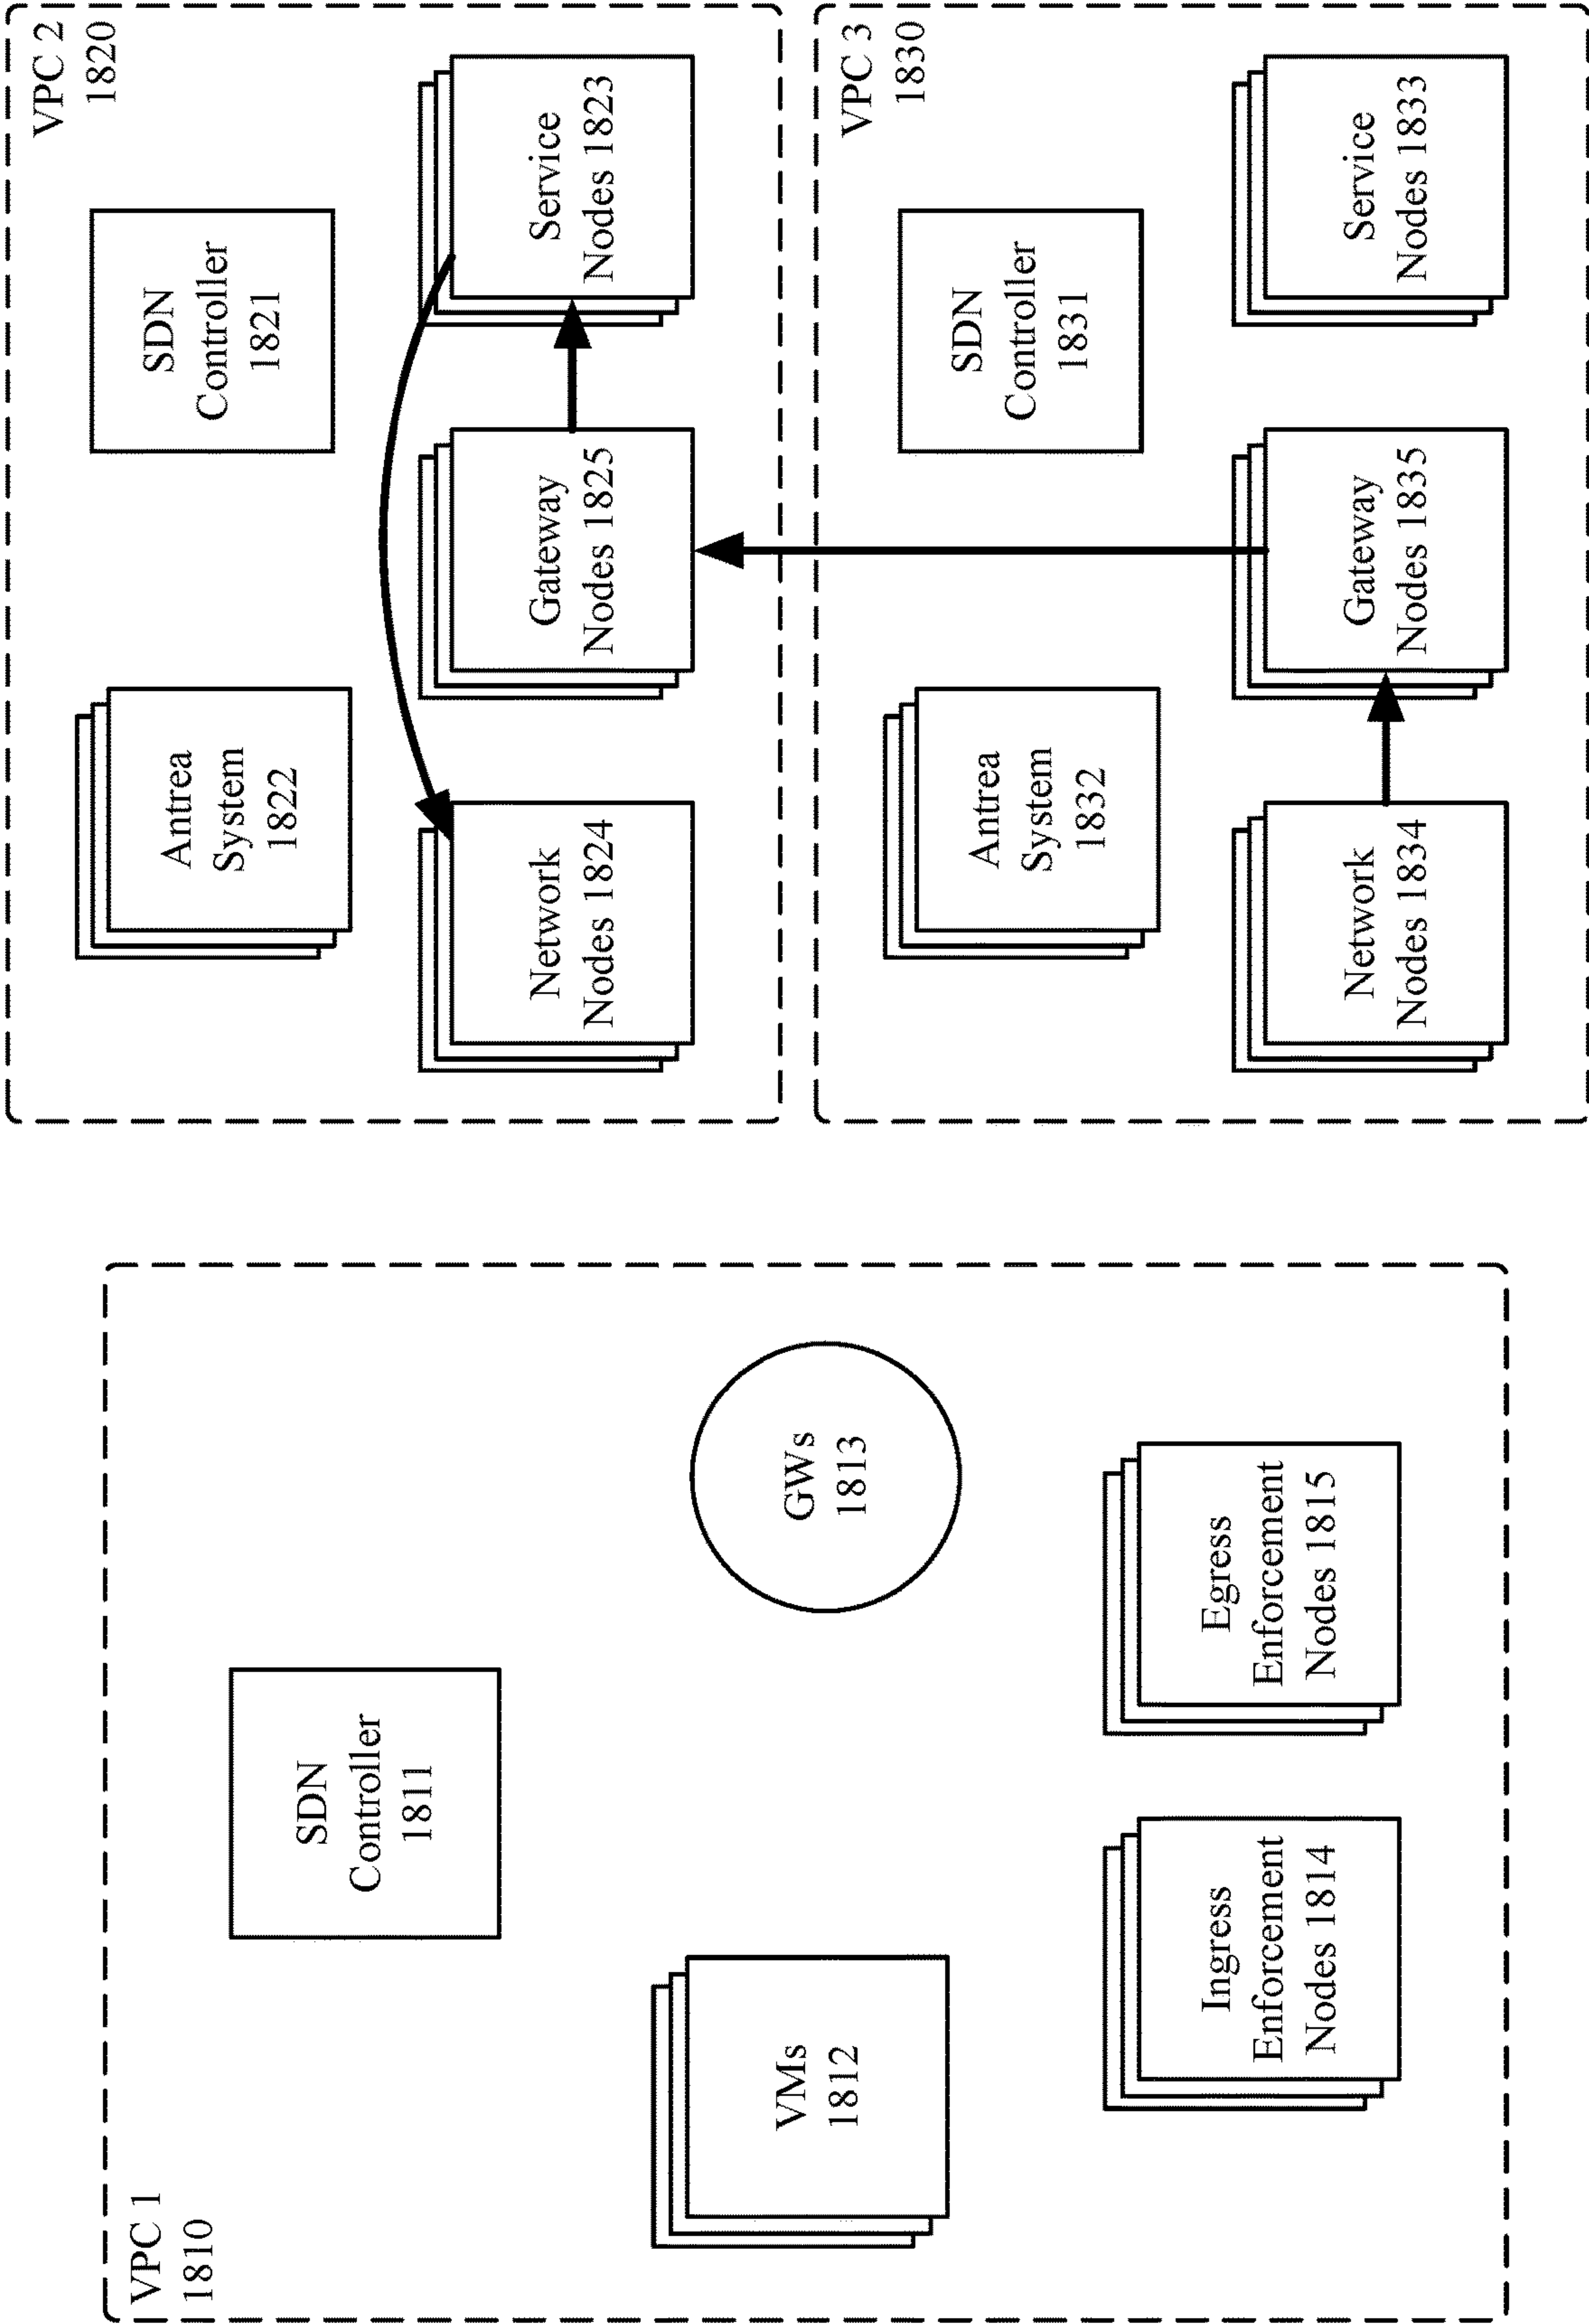 VPC 1
1810
SDN
Controller
1811
VMs
1812
GWs
1813
Ingress
Enforcement
Nodes 1814
Egress
Enforcement
Nodes 1815
VPC 2
1820
Antrea
System
1822
SDN
Controller
1821
Network
Nodes 1824
Gateway
Nodes 1825
Service
Nodes 1823
VPC 3
1830
Antrea
System
1832
SDN
Controller
1831
Network
Nodes 1834
Gateway
Nodes 1835
Service
Nodes 1833